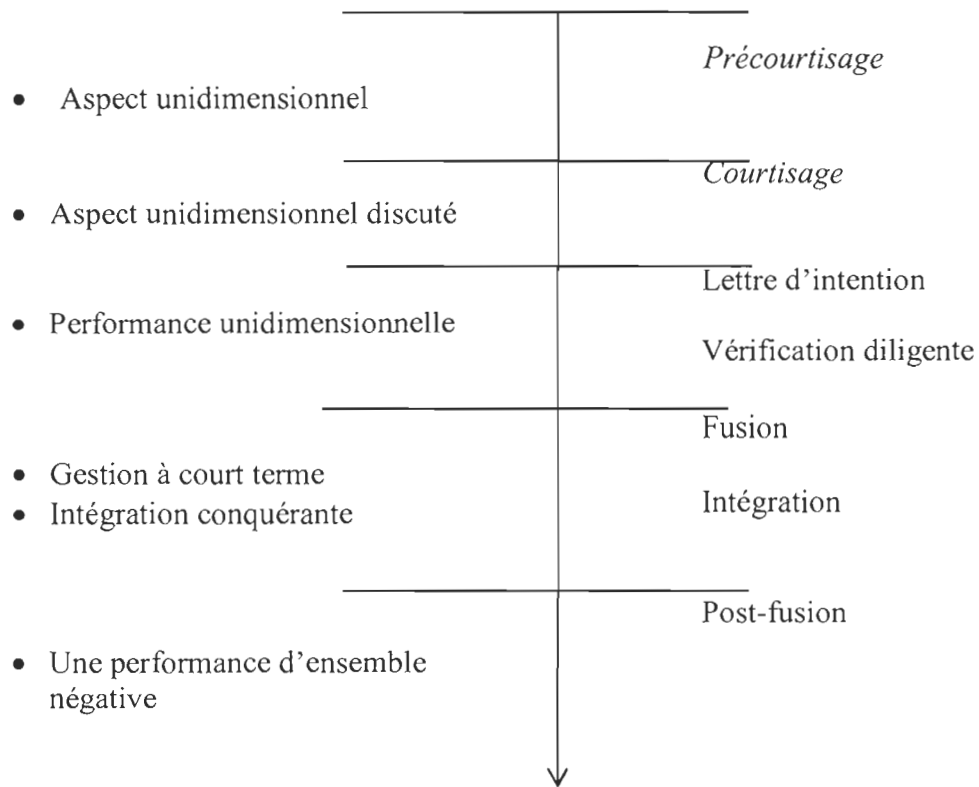 Précourtisage
• Aspect unidimensionnel
Courtisage
• Aspect unidimensionnel discuté
Lettre d'intention
• Performance unidimensionnelle
Vérification diligente
Fusion
• Gestion à court terme
• Intégration conquérante
Intégration
Post-fusion
• Une performance d'ensemble
négative